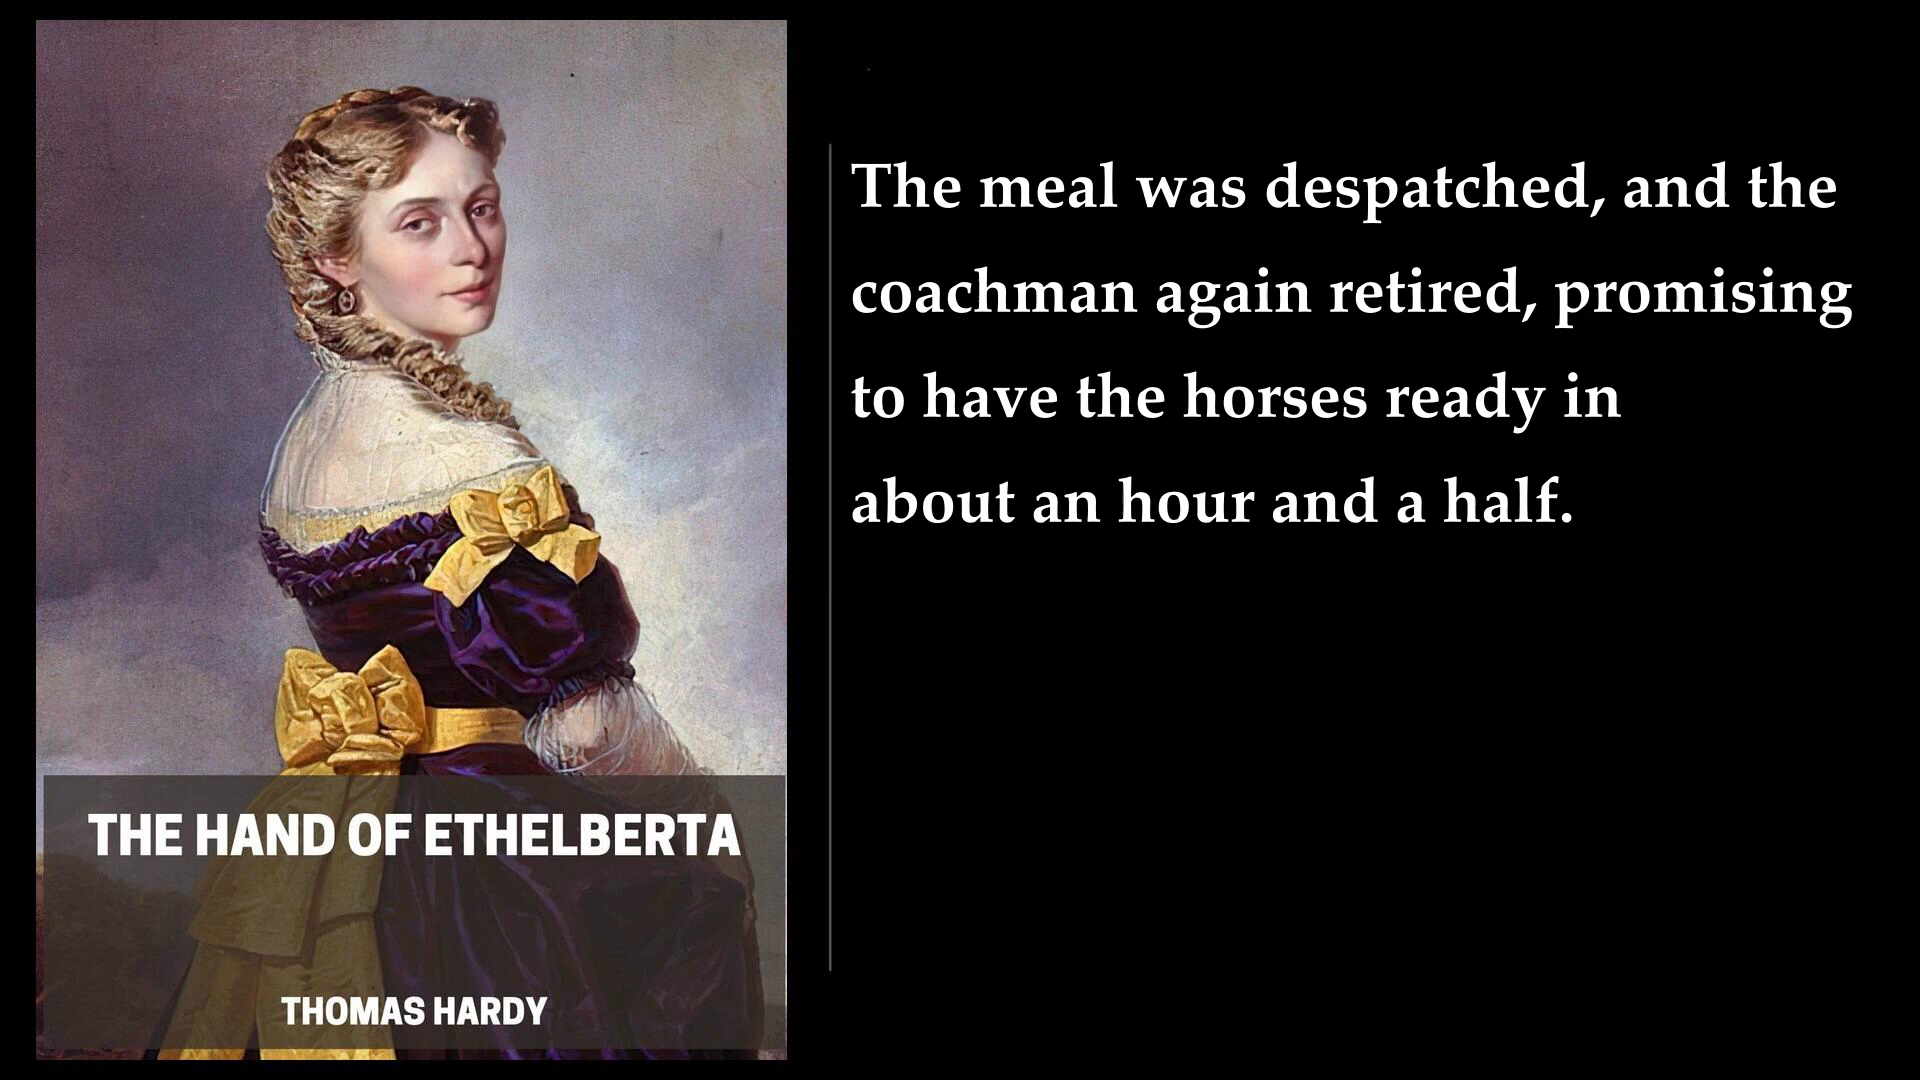 THE HAND OF ETHELBERTA
THOMAS HARDY
The meal was despatched, and the
coachman again retired, promising
to have the horses ready in
about an hour and a half.